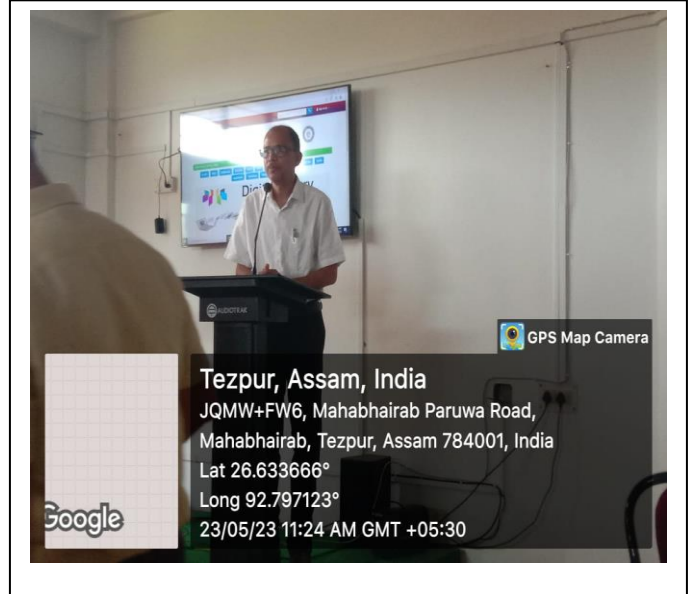 AUDIOTRAK
GPS Map Camera
Tezpur, Assam, India
JQMW+FW6, Mahabhairab Paruwa Road,
Mahabhairab, Tezpur, Assam 784001, India
Lat 26.633666°
Long 92.797123°
23/05/23 11:24 AM GMT +05:30
Google